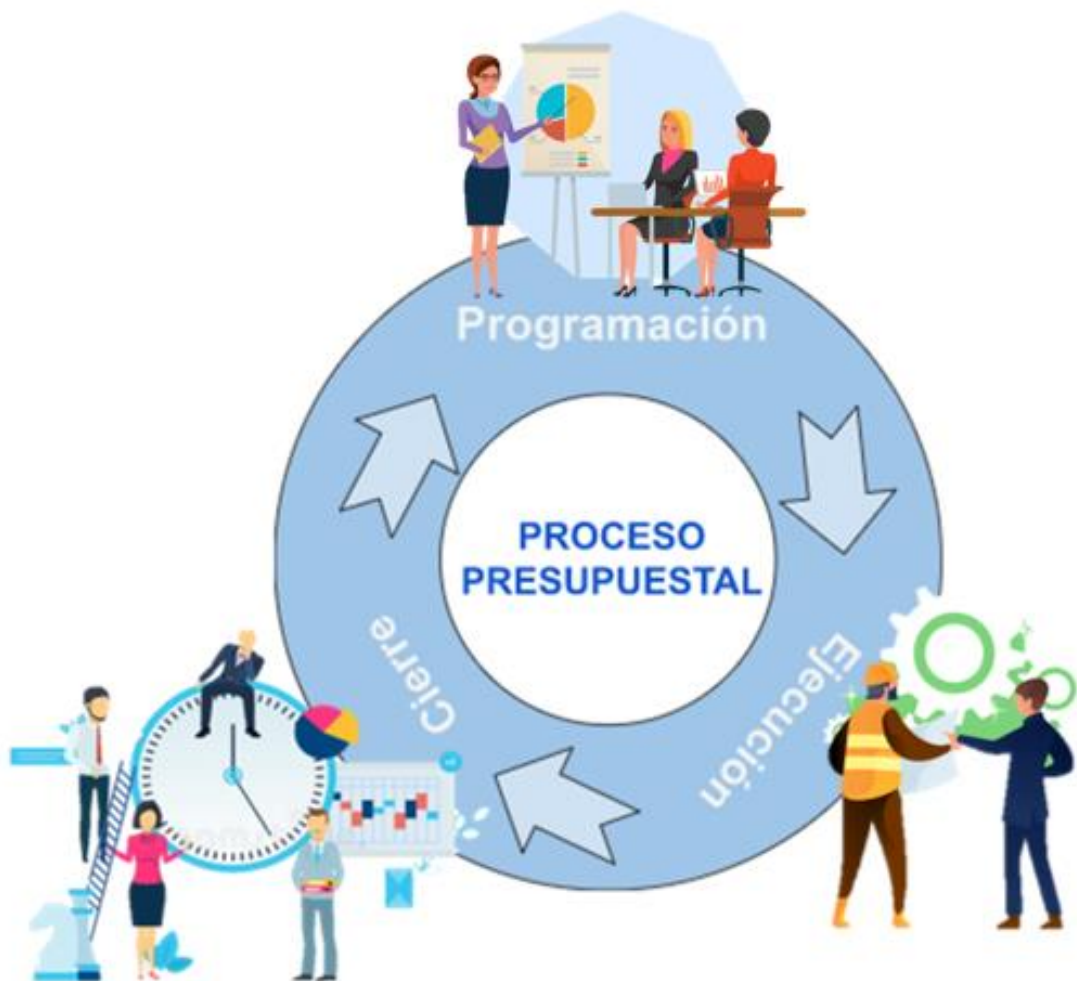 Programación
PROCESO
PRESUPUESTAL
Ejecución
Cierre